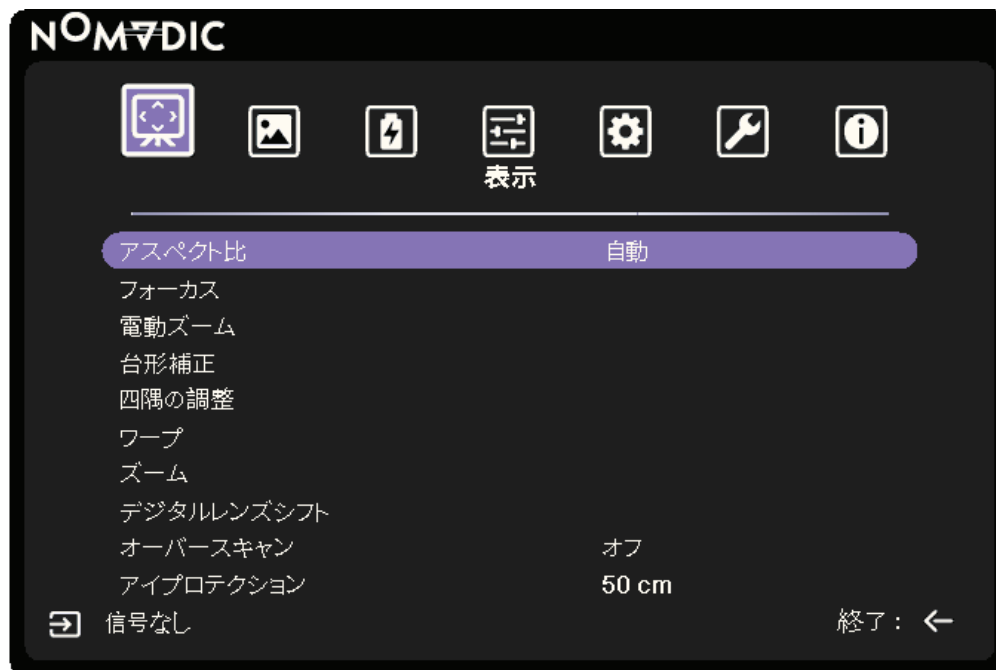 NOMADIC
表示
アスペクト比 自動
フォーカス
電動ズーム
台形補正
四隅の調整
ワープ
ズーム
デジタルレンズシフト
オーバースキャン オフ
アイプロテクション 50 cm
信号なし 終了：